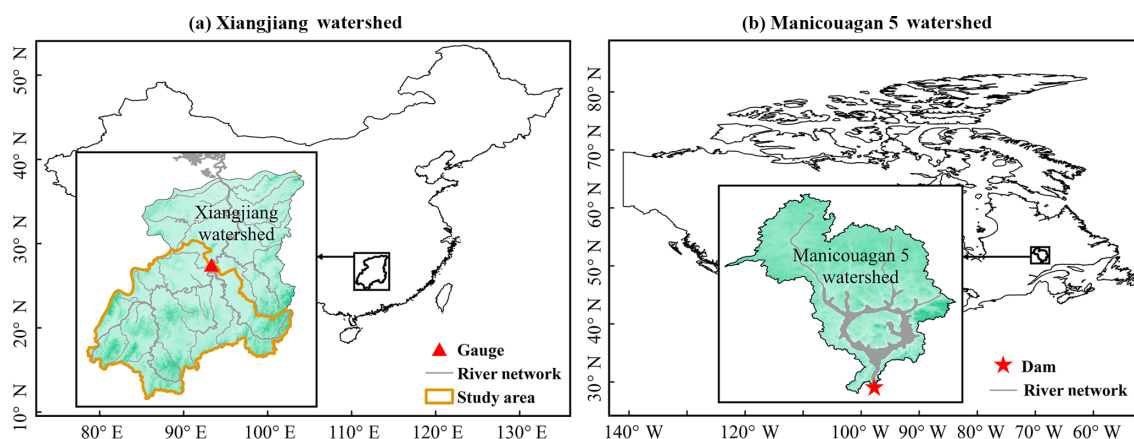 (a) Xiangjiang watershed
50° N
40° N
30° N
20° N
10° N
80° E
90° E
100° E
110° E
120° E
130° E
Xiangjiang
watershed
Gauge
River network
Study area
(b) Manicouagan 5 watershed
80° N
70° N
60° N
50° N
40° N
30° N
140° W
120° W
100° W
80° W
70° W
60° W
Manicouagan 5
watershed
Dam
River network